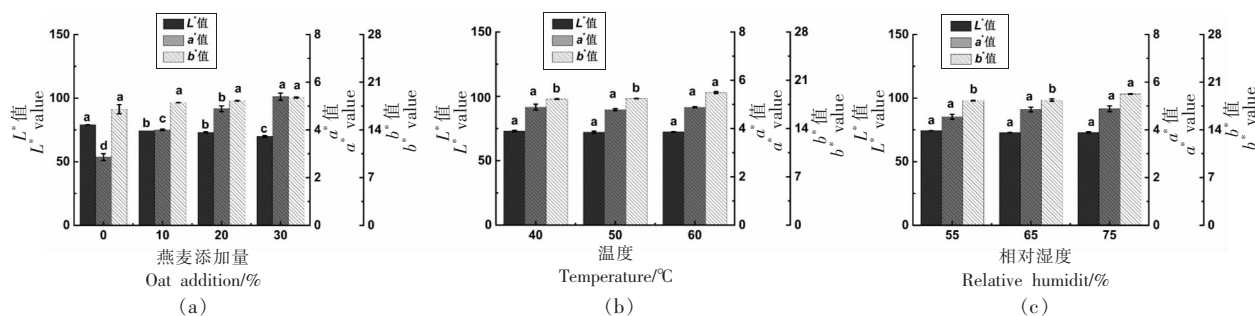 150
100
50
0
L*值
L* value
L*值
a*值
b*值
a
d
a
b
c
a
b
b
a
c
a
a
8
6
4
2
0
a*值
a* value
28
21
14
7
0
b*值
b* value
0
10
20
30
燕麦添加量
Oat addition/%
(a)
150
100
50
0
L*值
L* value
L*值
a*值
b*值
a
a
b
a
a
b
a
a
a
8
6
4
2
0
a*值
a* value
28
21
14
7
0
b*值
b* value
40
50
60
温度
Temperature/℃
(b)
150
100
50
0
L*值
L* value
L*值
a*值
b*值
a
a
b
a
a
b
a
a
a
8
6
4
2
0
a*值
a* value
28
21
14
7
0
b*值
b* value
55
65
75
相对湿度
Relative humidit/%
(c)